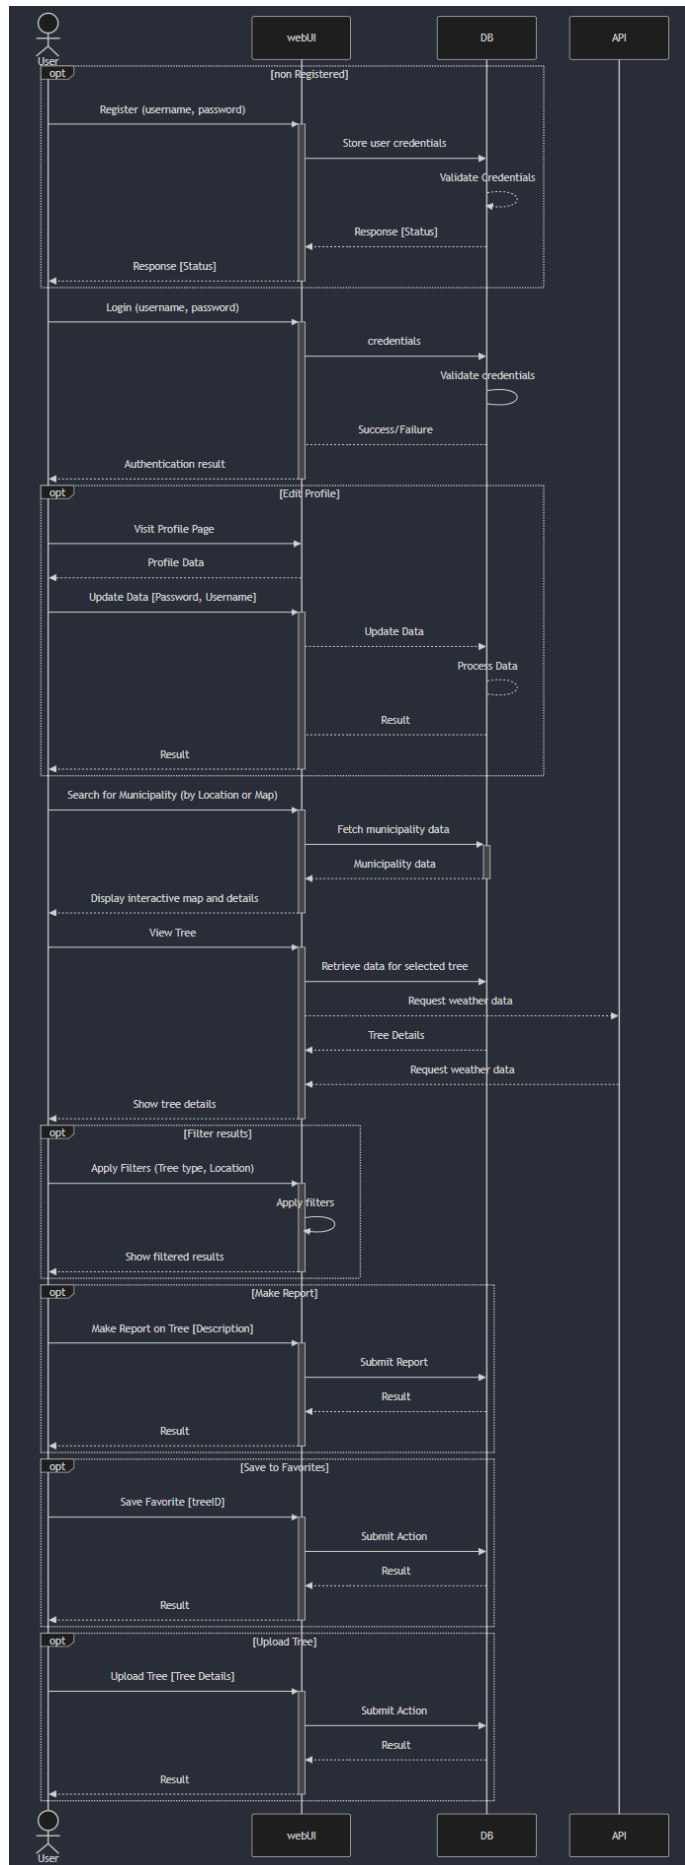 User
webUI
DB
API
opt
[non Registered]
Register (username, password)
Store user credentials
Validate Credentials
Response [Status]
Response [Status]
Login (username, password)
credentials
Validate credentials
Success/Failure
Authentication result
opt
[Edit Profile]
Visit Profile Page
Profile Data
Update Data [Password, Username]
Update Data
Process Data
Result
Result
Search for Municipality (by Location or Map)
Fetch municipality data
Municipality data
Display interactive map and details
View Tree
Retrieve data for selected tree
Request weather data
Tree Details
Request weather data
Show tree details
opt
[Filter results]
Apply Filters (Tree type, Location)
Apply filters
Show filtered results
opt
[Make Report]
Make Report on Tree [Description]
Submit Report
Result
Result
opt
[Save to Favorites]
Save Favorite [treeID]
Submit Action
Result
Result
opt
[Upload Tree]
Upload Tree [Tree Details]
Submit Action
Result
Result
User
webUI
DB
API